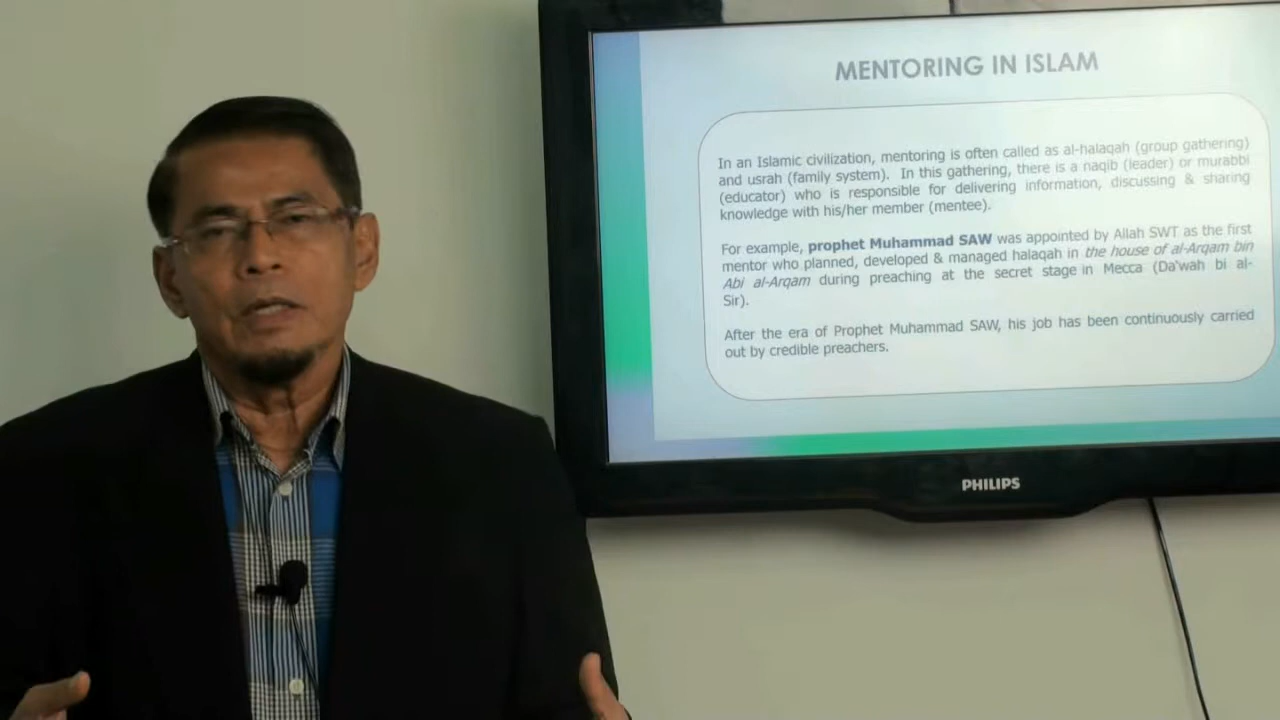 MENTORING IN ISLAM
In an Islamic civilization, mentoring is often called as al-halaqah (group gathering)
and usrah (family system). In this gathering, there is a naqib (leader) or murabbi
(educator) who is responsible for delivering information, discussing & sharing
knowledge with his/her member (mentee).
For example, prophet Muhammad SAW was appointed by Allah SWT as the first
mentor who planned, developed & managed halaqah in the house of al-Arqam bin
Abi al-Arqam during preaching at the secret stage in Mecca (Da'wah bi al-
Sir).
After the era of Prophet Muhammad SAW, his job has been continuously carried
out by credible preachers.
PHILIPS